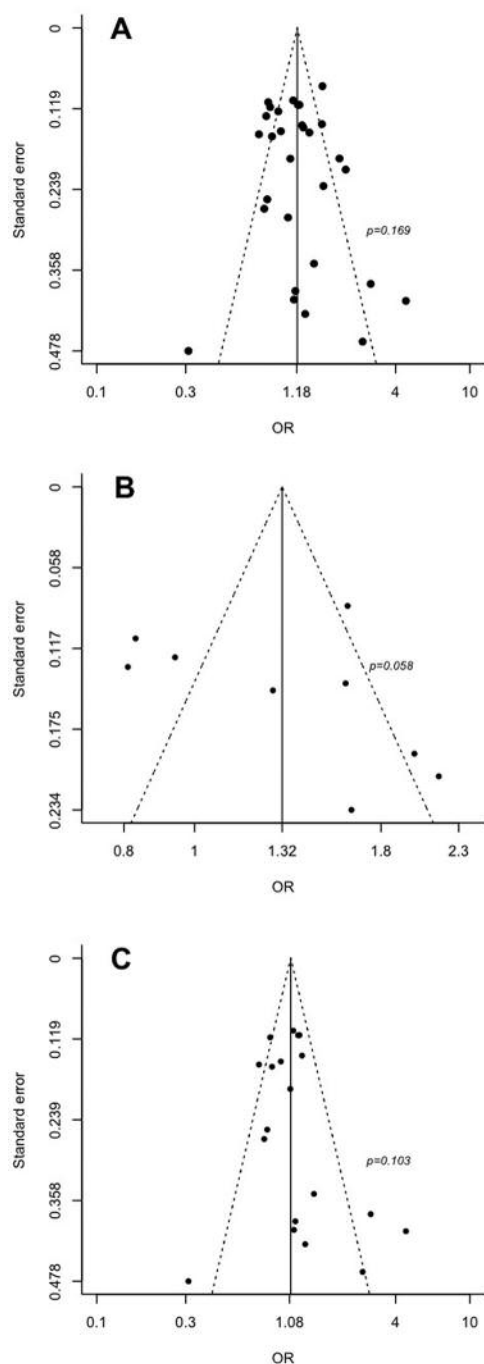 A
0
0.119
0.239
0.358
0.478
Standard error
p=0.169
0.1 0.3 1.18 4 10
OR
B
0
0.058
0.117
0.175
0.234
Standard error
p=0.058
0.8 1 1.32 1.8 2.3
OR
C
0
0.119
0.239
0.358
0.478
Standard error
p=0.103
0.1 0.3 1.08 4 10
OR